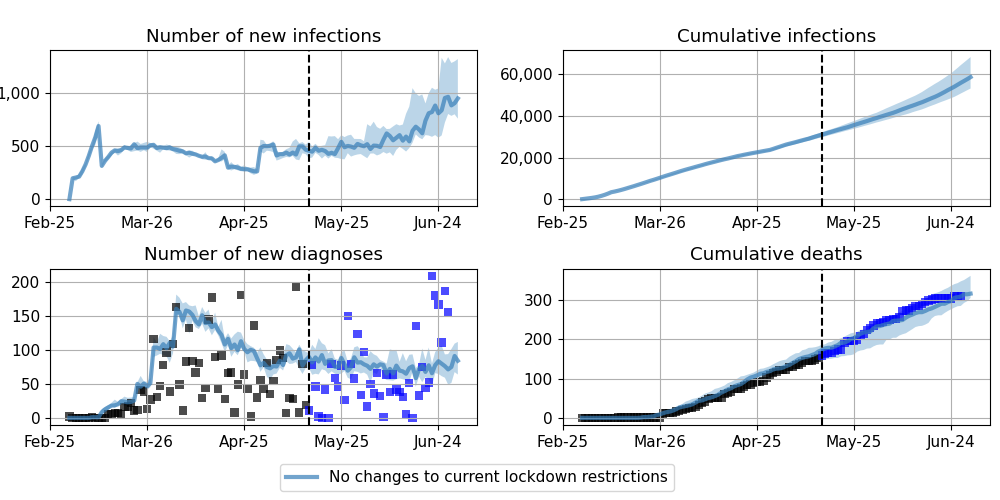 Number of new infections
1,000
500
0
Feb-25 Mar-26 Apr-25 May-25 Jun-24
Cumulative infections
60,000
40,000
20,000
0
Feb-25 Mar-26 Apr-25 May-25 Jun-24
Number of new diagnoses
200
150
100
50
0
Feb-25 Mar-26 Apr-25 May-25 Jun-24
Cumulative deaths
300
200
100
0
Feb-25 Mar-26 Apr-25 May-25 Jun-24
No changes to current lockdown restrictions